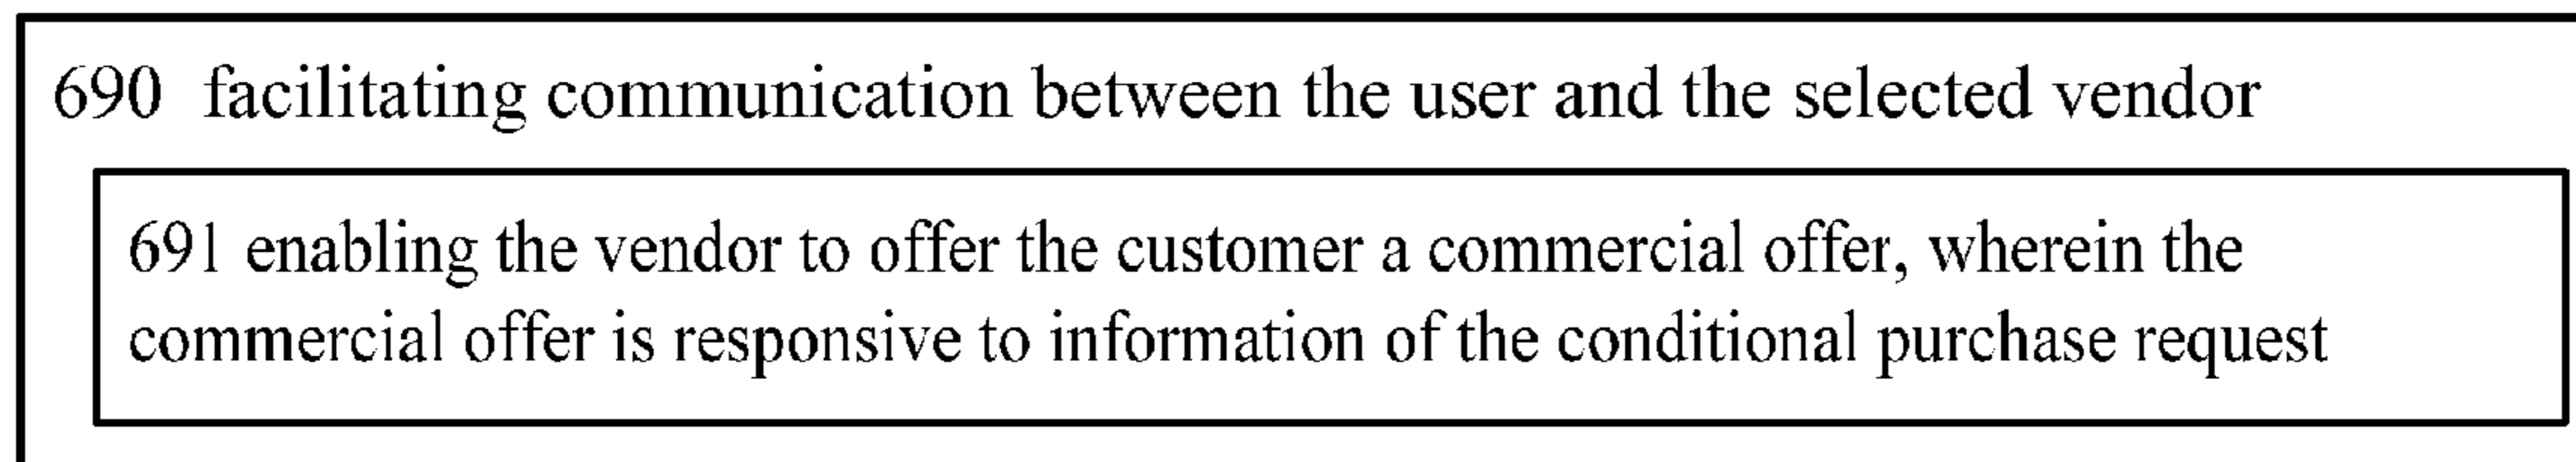 690 facilitating communication between the user and the selected vendor
691 enabling the vendor to offer the customer a commercial offer, wherein the
commercial offer is responsive to information of the conditional purchase request